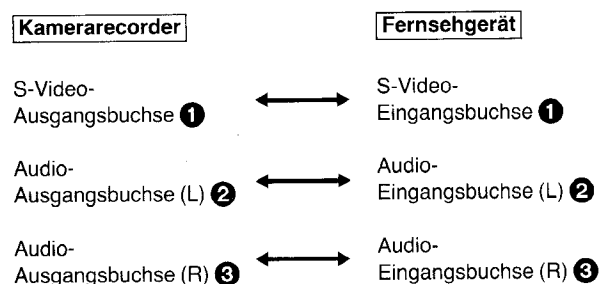 Kamerarecorder Fernsehgerät
S-Video- S-Video-
Ausgangsbuchse ❶ Eingangsbuchse ❶
Audio- Audio-
Ausgangsbuchse (L) ❷ Eingangsbuchse (L) ❷
Audio- Audio-
Ausgangsbuchse (R) ❸ Eingangsbuchse (R) ❸